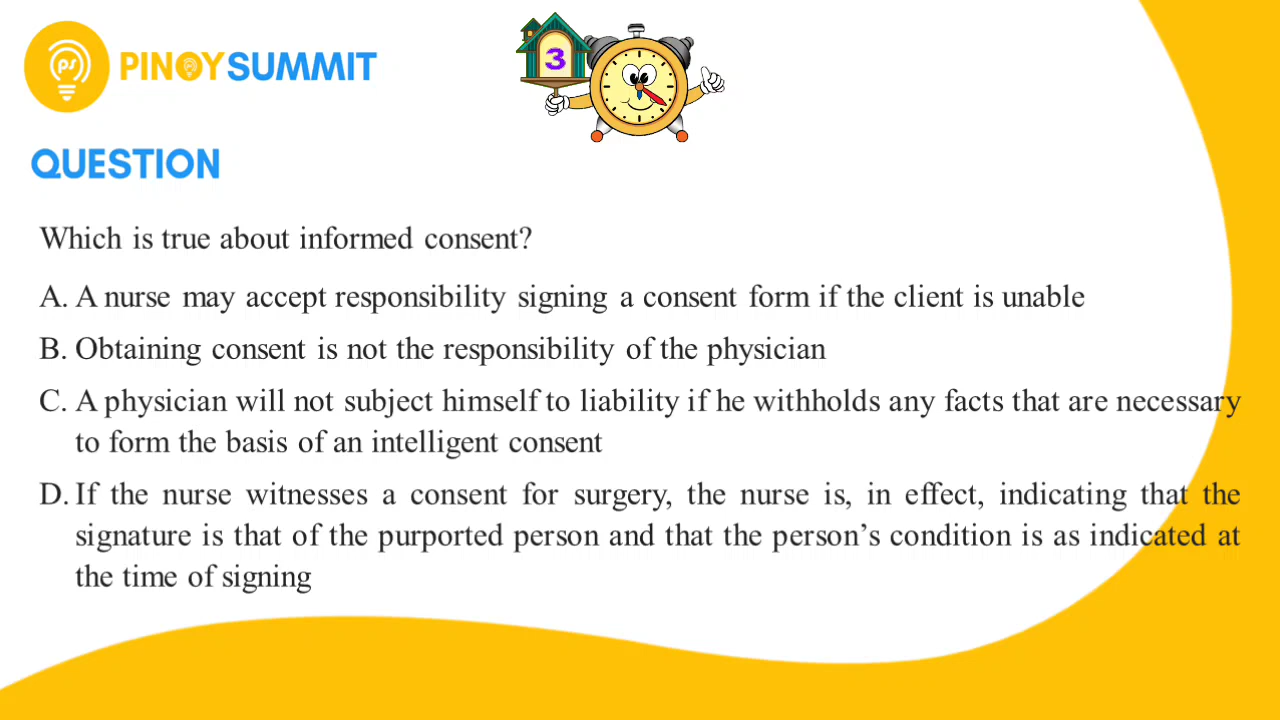 PINOYSUMMIT
3
QUESTION
Which is true about informed consent?
A. A nurse may accept responsibility signing a consent form if the client is unable
B. Obtaining consent is not the responsibility of the physician
C. A physician will not subject himself to liability if he withholds any facts that are necessary
to form the basis of an intelligent consent
D. If the nurse witnesses a consent for surgery, the nurse is, in effect, indicating that the
signature is that of the purported person and that the person’s condition is as indicated at
the time of signing